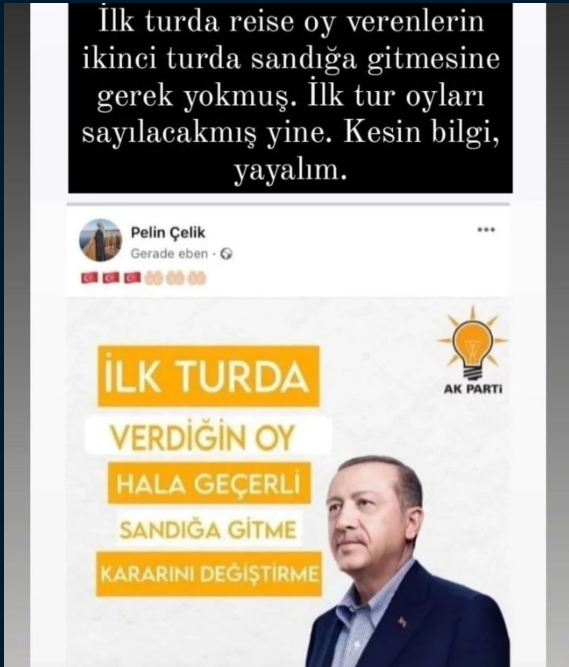 İlk turda reise oy verenlerin
ikinci turda sandığa gitmesine
gerek yokmuş. İlk tur oyları
sayılacakmış yine. Kesin bilgi,
yayalım.
Pelin Çelik
Gerade eben
İLK TURDA
VERDİĞİN OY
HALA GEÇERLİ
SANDIĞA GİTME
KARARINI DEĞİŞTİRME
AK PARTİ